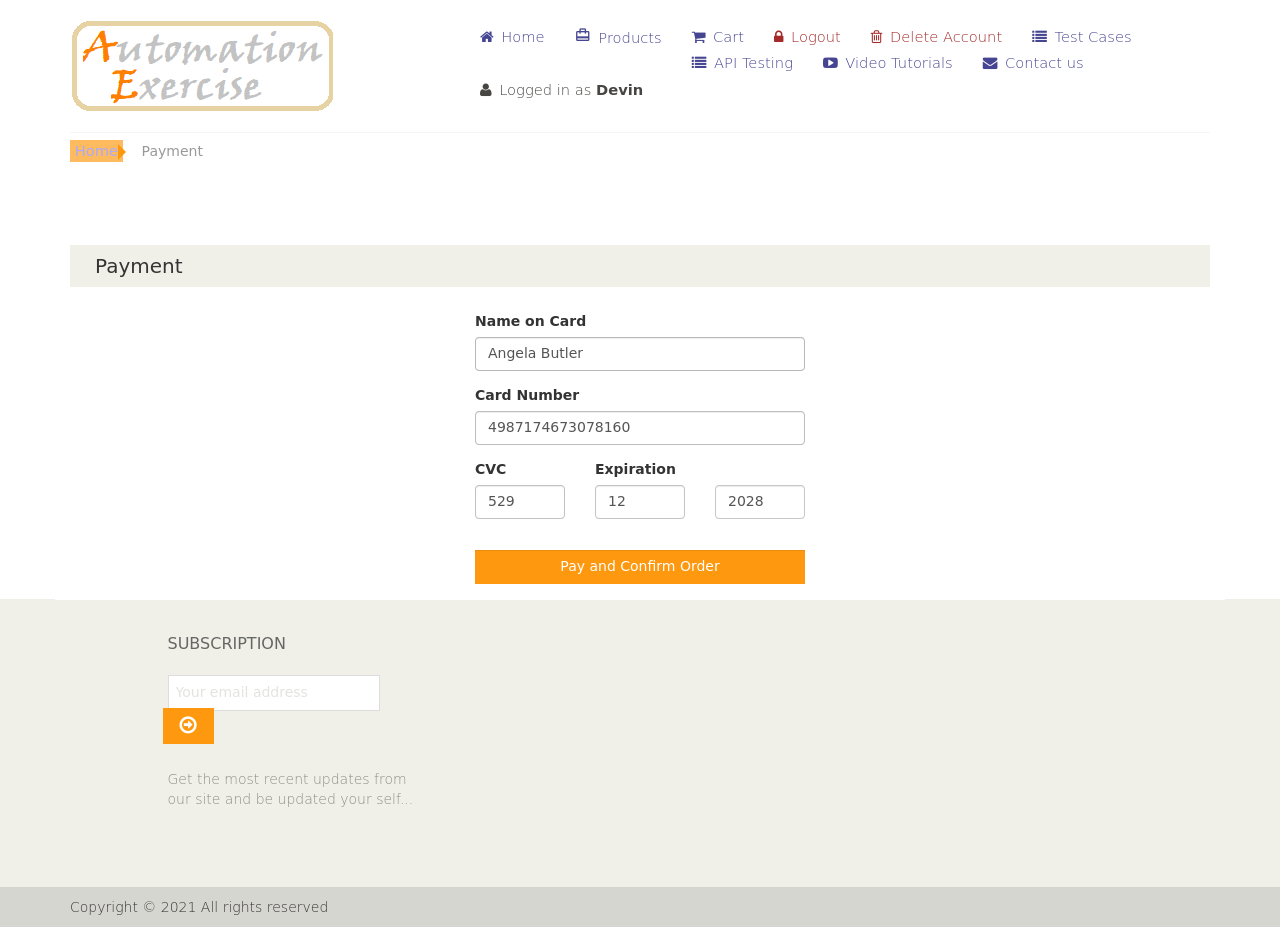 Automation
Exercise
Home Products Cart Logout Delete Account Test Cases
API Testing Video Tutorials Contact us
Logged in as Devin
Home Payment
Payment
Name on Card
Angela Butler
Card Number
4987174673078160
CVC Expiration
529 12 2028
Pay and Confirm Order
SUBSCRIPTION
Your email address
Get the most recent updates from
our site and be updated your self...
Copyright © 2021 All rights reserved